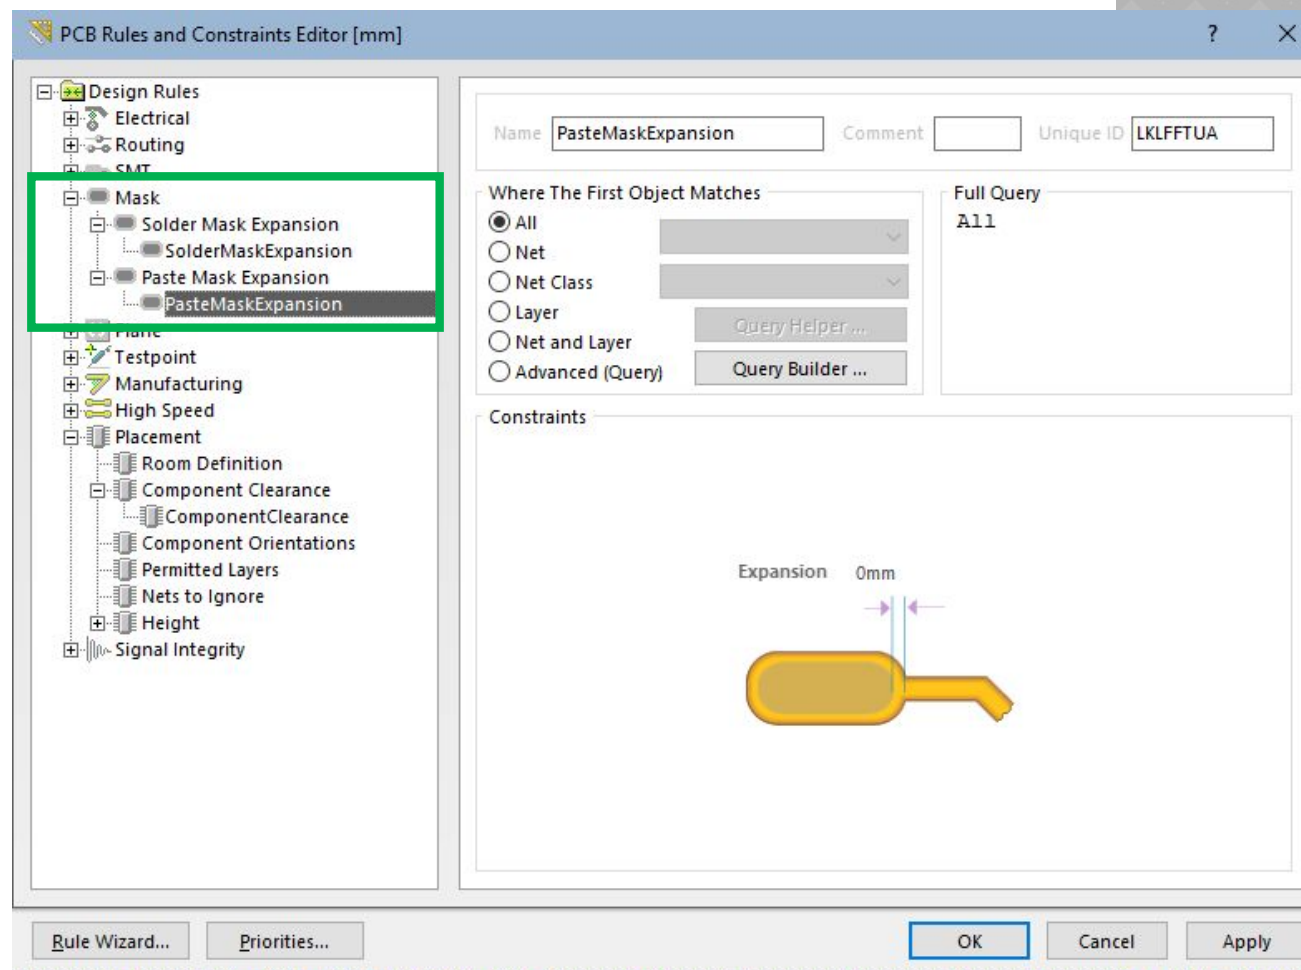 PCB Rules and Constraints Editor [mm]
?
Design Rules
Electrical
Routing
SMT
Mask
Solder Mask Expansion
SolderMaskExpansion
Paste Mask Expansion
PasteMaskExpansion
Plane
Testpoint
Manufacturing
High Speed
Placement
Room Definition
Component Clearance
ComponentClearance
Component Orientations
Permitted Layers
Nets to Ignore
Height
Signal Integrity
Name PasteMaskExpansion Comment Unique ID LKLFFTUA
Where The First Object Matches
All
Net
Net Class
Layer
Net and Layer
Advanced (Query)
Query Helper ...
Query Builder ...
Full Query
All
Constraints
Expansion 0mm
Rule Wizard... Priorities... OK Cancel Apply